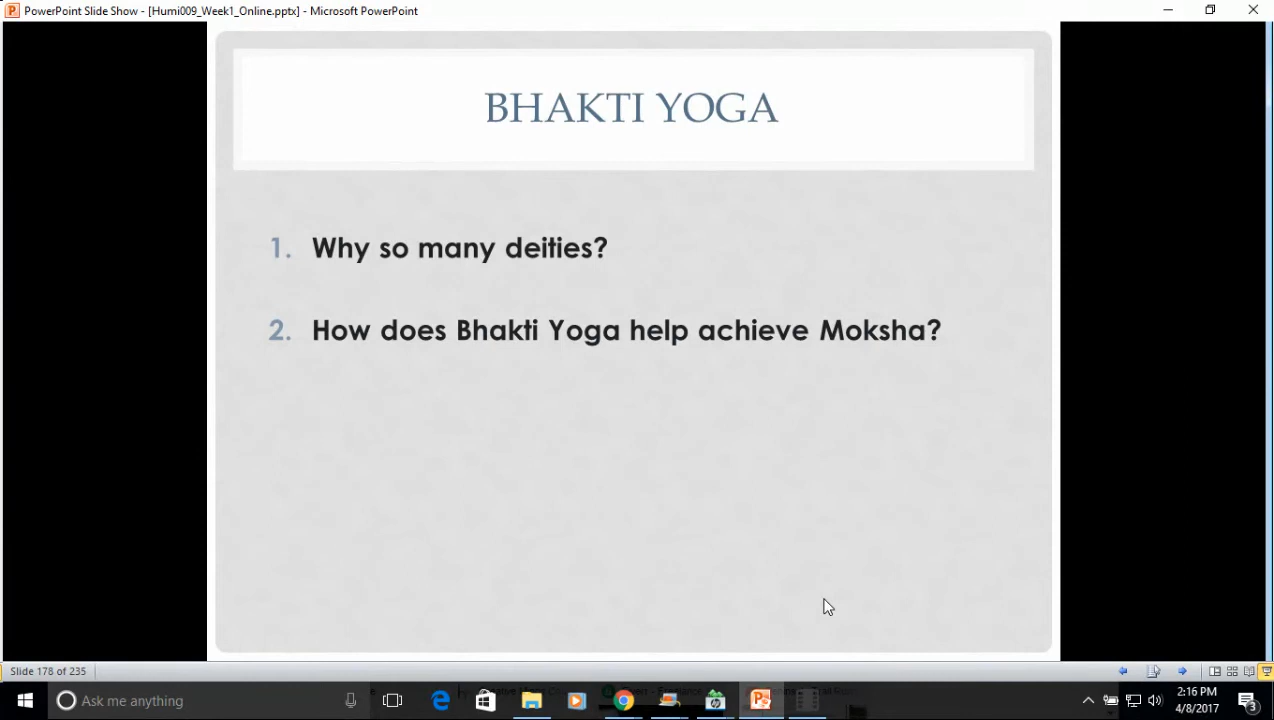 PowerPoint Slide Show - [Humi009_Week1_Online.pptx] - Microsoft PowerPoint
BHAKTI YOGA
1. Why so many deities?
2. How does Bhakti Yoga help achieve Moksha?
Slide 178 of 235
Ask me anything
2:16 PM
4/8/2017
3